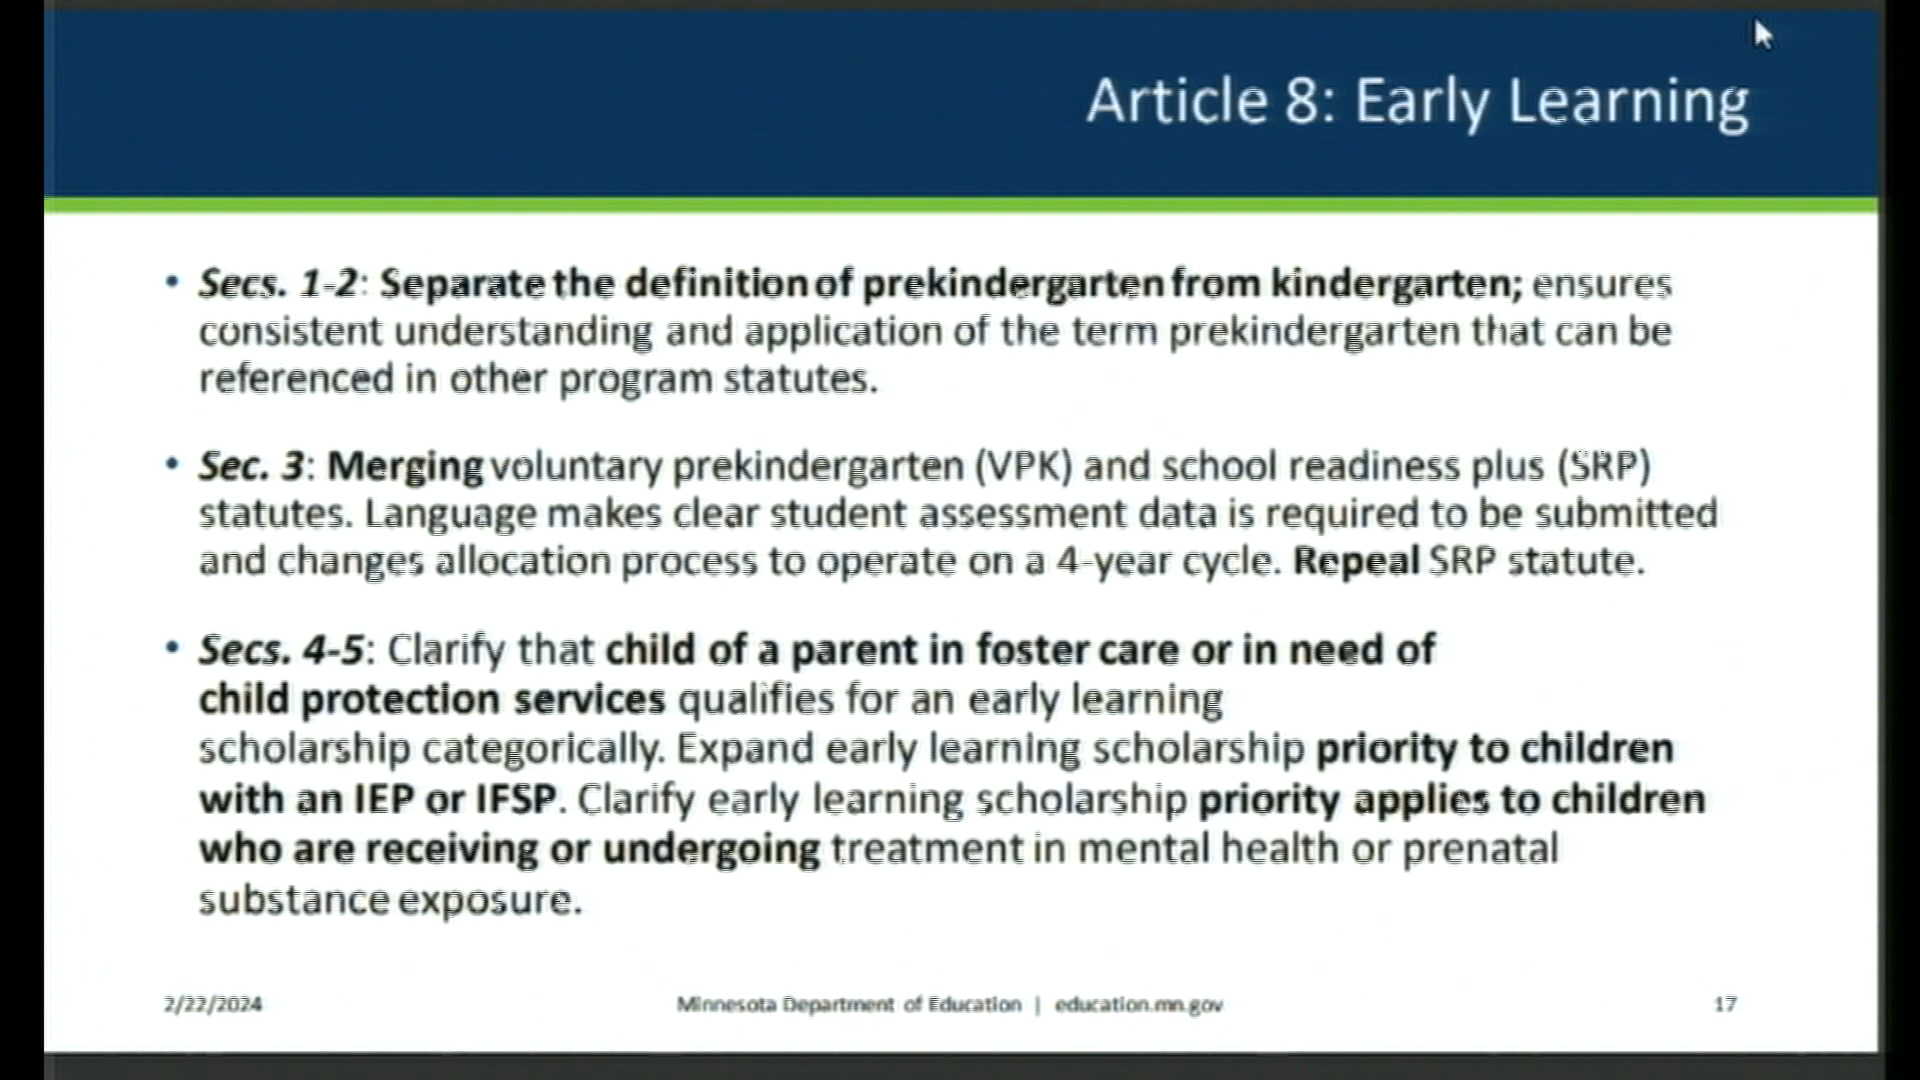 Article 8: Early Learning
• Secs. 1-2: Separate the definition of prekindergarten from kindergarten; ensures
consistent understanding and application of the term prekindergarten that can be
referenced in other program statutes.
• Sec. 3: Merging voluntary prekindergarten (VPK) and school readiness plus (SRP)
statutes. Language makes clear student assessment data is required to be submitted
and changes allocation process to operate on a 4-year cycle. Repeal SRP statute.
• Secs. 4-5: Clarify that child of a parent in foster care or in need of
child protection services qualifies for an early learning
scholarship categorically. Expand early learning scholarship priority to children
with an IEP or IFSP. Clarify early learning scholarship priority applies to children
who are receiving or undergoing treatment in mental health or prenatal
substance exposure.
2/22/2024
Minnesota Department of Education | education.mn.gov
17